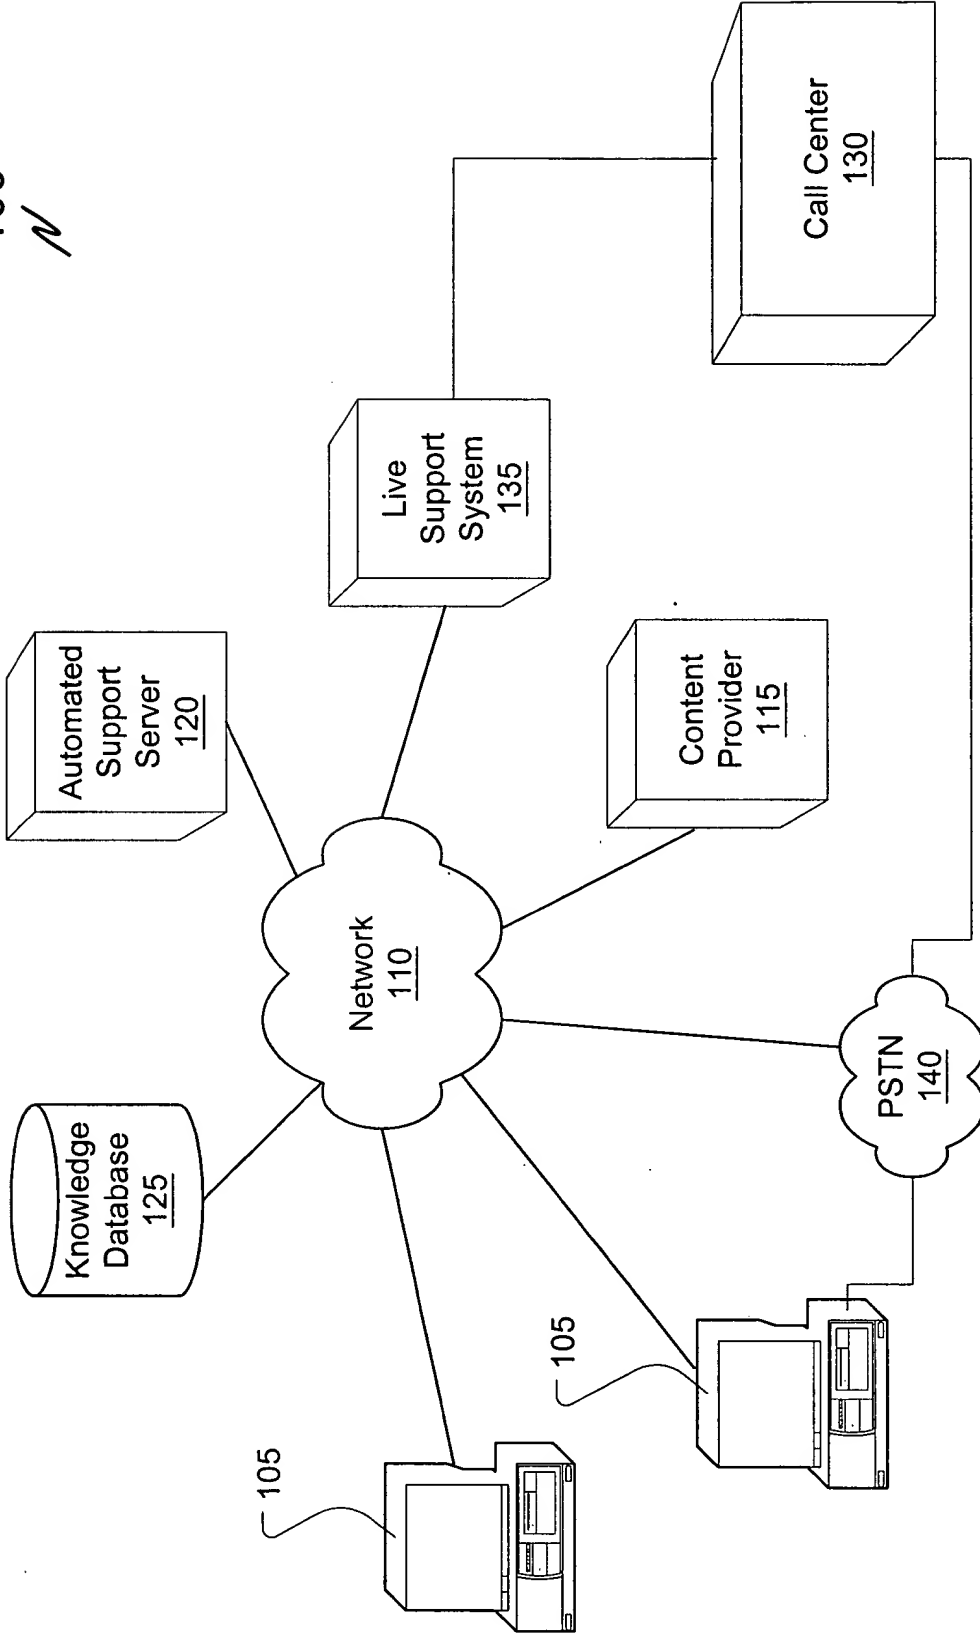 Knowledge
Database
125
Automated
Support
Server
120
Network
110
Live
Support
System
135
Content
Provider
115
Call Center
130
PSTN
140
105
105